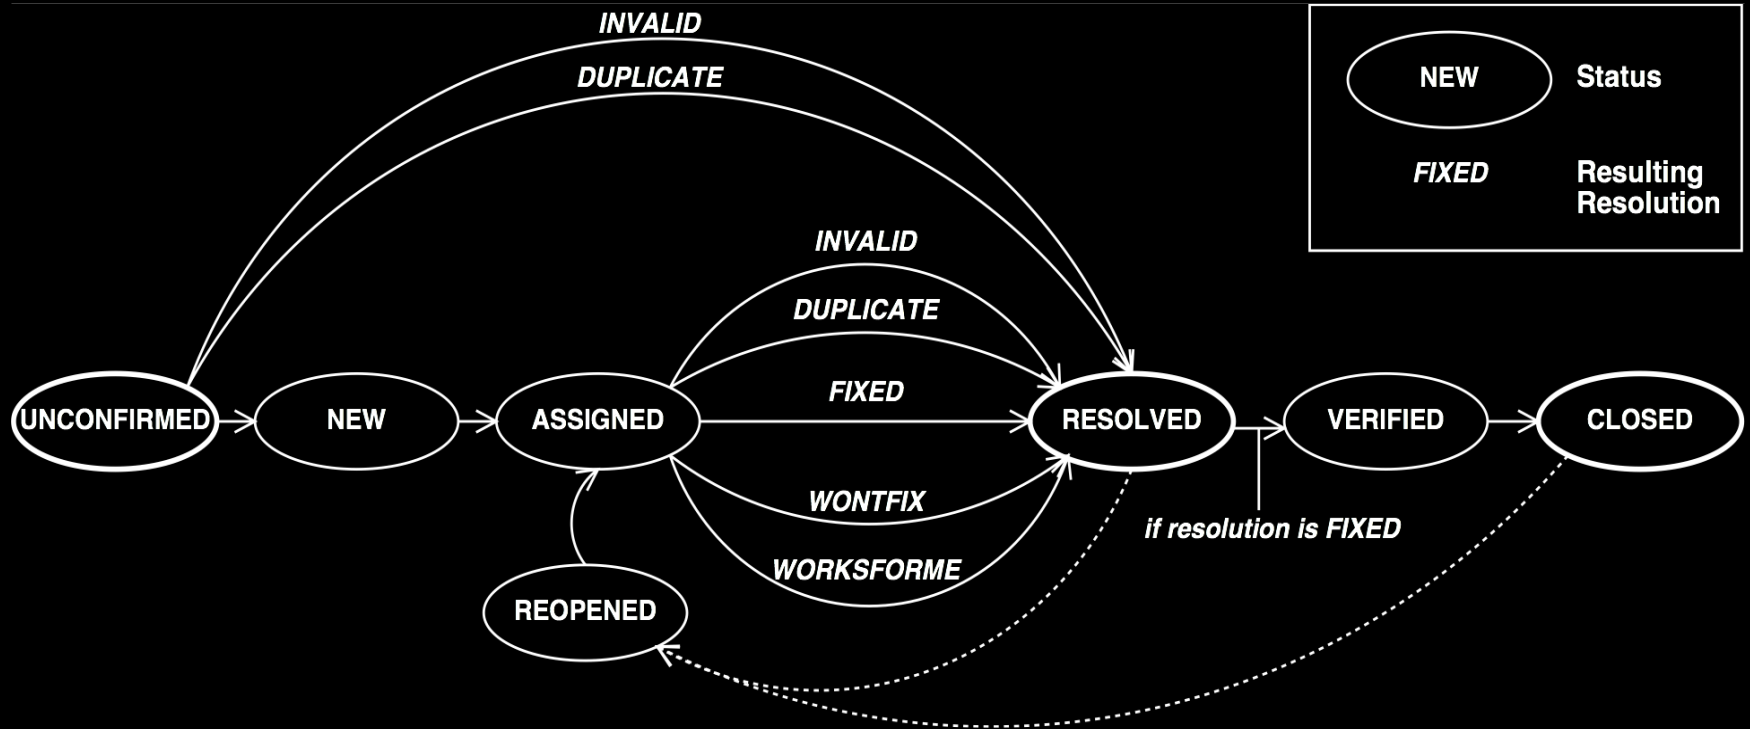 INVALID
DUPLICATE
NEW
Status
FIXED
Resulting
Resolution
INVALID
DUPLICATE
FIXED
UNCONFIRMED
NEW
ASSIGNED
RESOLVED
VERIFIED
CLOSED
WONTFIX
if resolution is FIXED
WORKSFORME
REOPENED